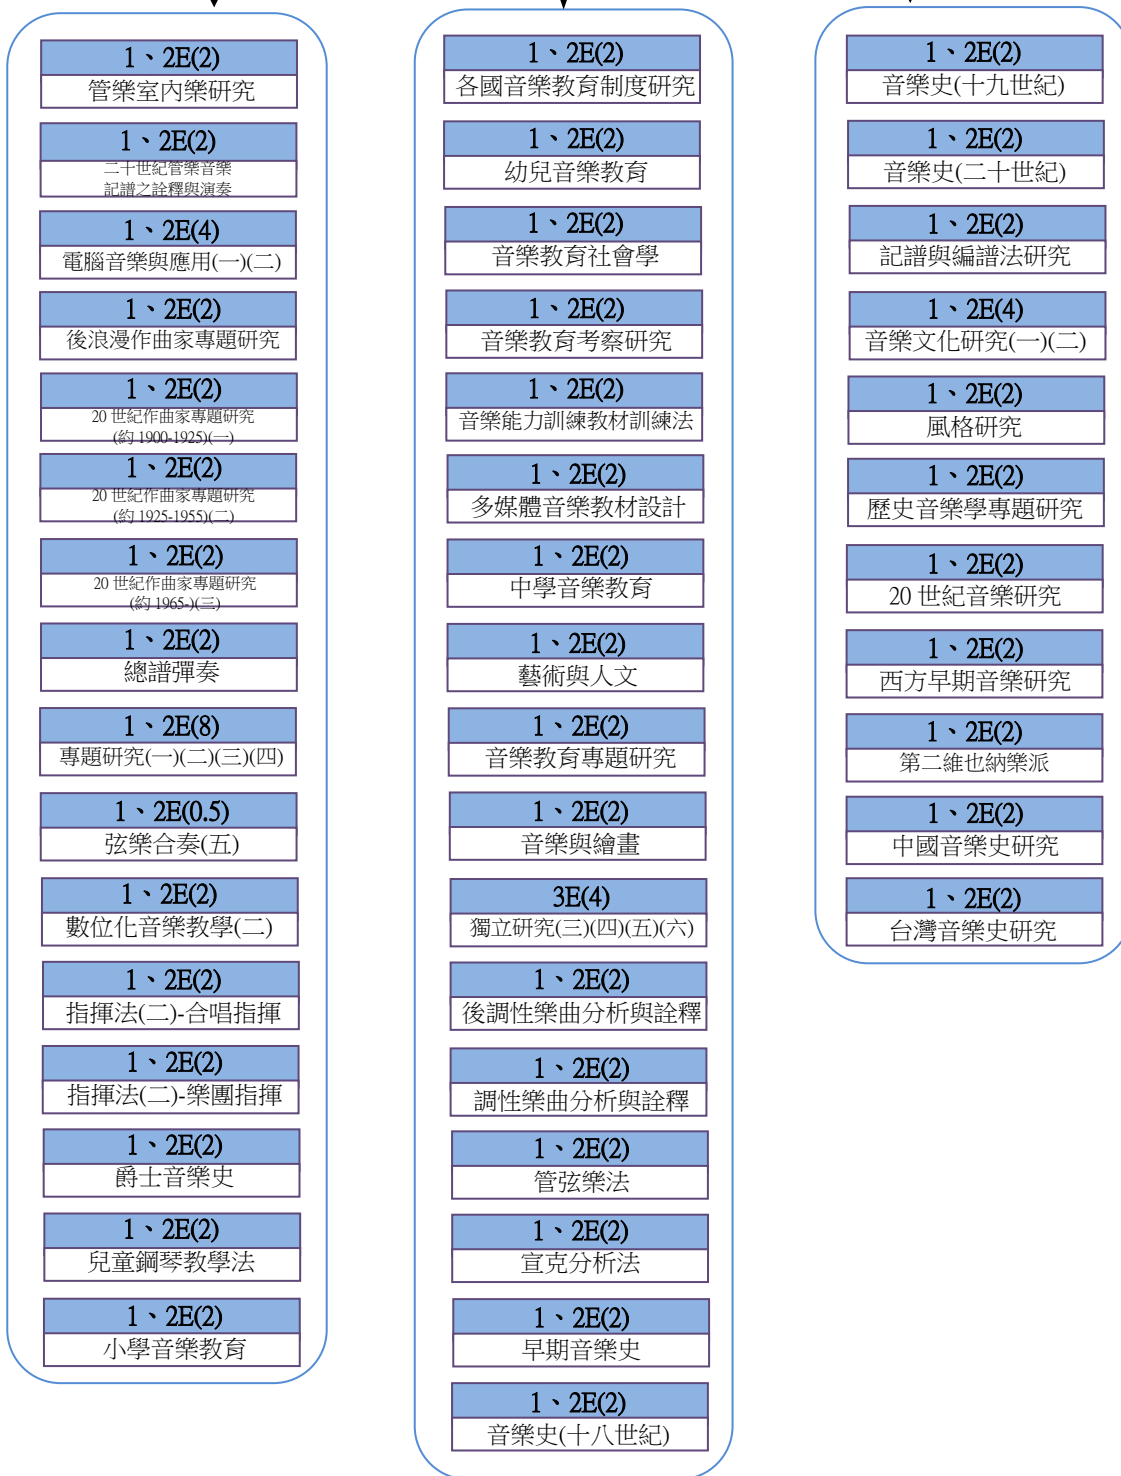 1、2E(2)
管樂室內樂研究
1、2E(2)
二十世紀管樂音樂
記譜之詮釋與演奏
1、2E(4)
電腦音樂與應用(一)(二)
1、2E(2)
後浪漫作曲家專題研究
1、2E(2)
20 世紀作曲家專題研究
(約 1900-1925)(一)
1、2E(2)
20 世紀作曲家專題研究
(約 1925-1955)(二)
1、2E(2)
20 世紀作曲家專題研究
(約 1965-)(三)
1、2E(2)
總譜彈奏
1、2E(8)
專題研究(一)(二)(三)(四)
1、2E(0.5)
弦樂合奏(五)
1、2E(2)
數位化音樂教學(二)
1、2E(2)
指揮法(二)-合唱指揮
1、2E(2)
指揮法(二)-樂團指揮
1、2E(2)
爵士音樂史
1、2E(2)
兒童鋼琴教學法
1、2E(2)
小學音樂教育
1、2E(2)
各國音樂教育制度研究
1、2E(2)
幼兒音樂教育
1、2E(2)
音樂教育社會學
1、2E(2)
音樂教育考察研究
1、2E(2)
音樂能力訓練教材訓練法
1、2E(2)
多媒體音樂教材設計
1、2E(2)
中學音樂教育
1、2E(2)
藝術與人文
1、2E(2)
音樂教育專題研究
1、2E(2)
音樂與繪畫
3E(4)
獨立研究(三)(四)(五)(六)
1、2E(2)
後調性樂曲分析與詮釋
1、2E(2)
調性樂曲分析與詮釋
1、2E(2)
管弦樂法
1、2E(2)
宣克分析法
1、2E(2)
早期音樂史
1、2E(2)
音樂史(十八世紀)
1、2E(2)
音樂史(十九世紀)
1、2E(2)
音樂史(二十世紀)
1、2E(2)
記譜與編譜法研究
1、2E(4)
音樂文化研究(一)(二)
1、2E(2)
風格研究
1、2E(2)
歷史音樂學專題研究
1、2E(2)
20 世紀音樂研究
1、2E(2)
西方早期音樂研究
1、2E(2)
第二維也納樂派
1、2E(2)
中國音樂史研究
1、2E(2)
台灣音樂史研究